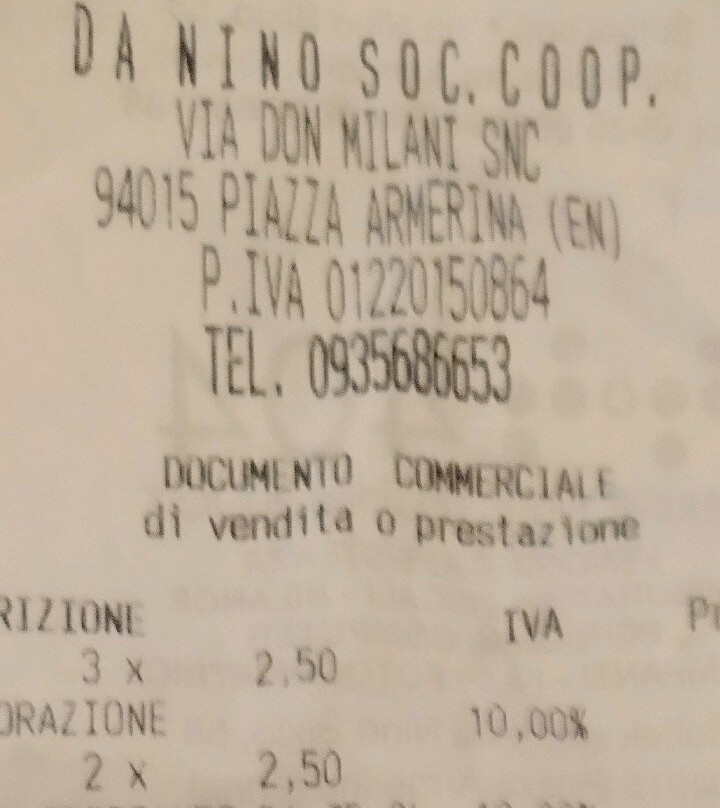 DA NINO SOC.COOP.
VIA DON MILANI SNC
94015 PIAZZA ARMERINA (EN)
P.IVA 01220150864
TEL. 0935686653
DOCUMENTO COMMERCIALE
di vendita o prestazione
RIZIONE IVA
3 x 2,50
ORAZIONE 10,00%
2 x 2,50